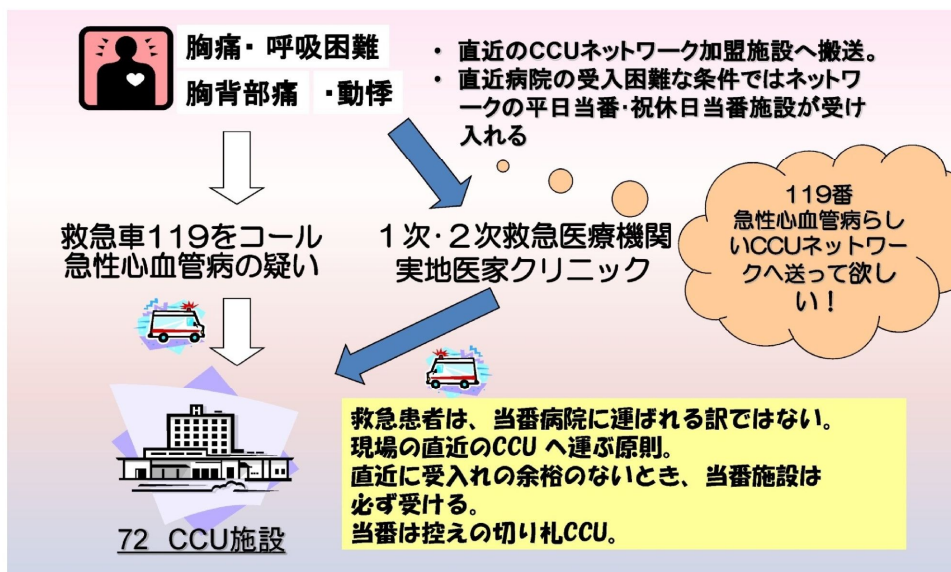 胸痛・呼吸困難
胸背部痛 ・動悸
・ 直近のCCUネットワーク加盟施設へ搬送。
・ 直近病院の受入困難な条件ではネットワ
ークの平日当番・祝休日当番施設が受け
入れる
119番
急性心血管病らし
いCCUネットワー
クへ送って欲し
い！
救急車119をコール
急性心血管病の疑い
１次・２次救急医療機関
実地医家クリニック
救急患者は、当番病院に運ばれる訳ではない。
現場の直近のCCU へ運ぶ原則。
直近に受入れの余裕のないとき、当番施設は
必ず受ける。
当番は控えの切り札CCU。
72 CCU施設